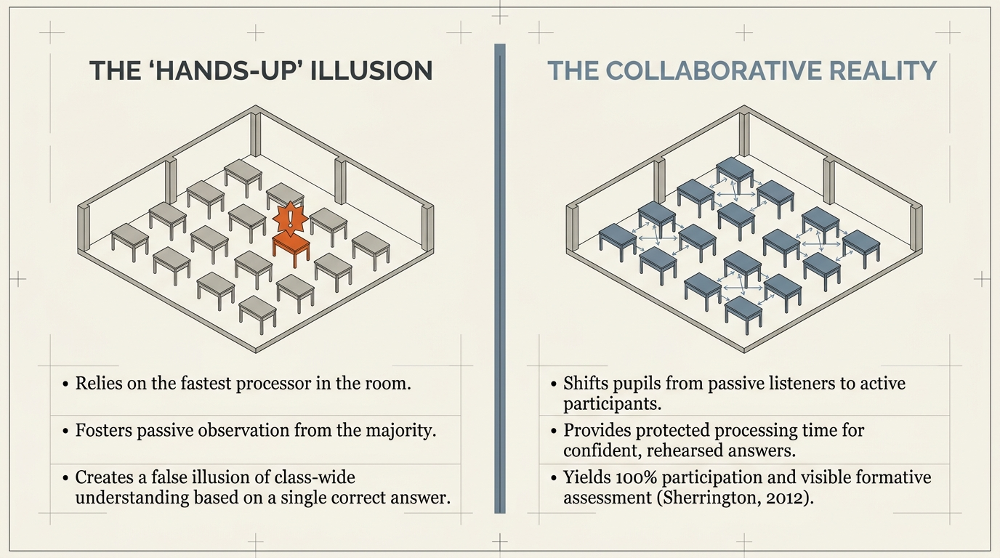 THE ‘HANDS-UP’ ILLUSION
!
• Relies on the fastest processor in the room.
• Fosters passive observation from the majority.
• Creates a false illusion of class-wide
understanding based on a single correct answer.
THE COLLABORATIVE REALITY
• Shifts pupils from passive listeners to active
participants.
• Provides protected processing time for
confident, rehearsed answers.
• Yields 100% participation and visible formative
assessment (Sherrington, 2012).